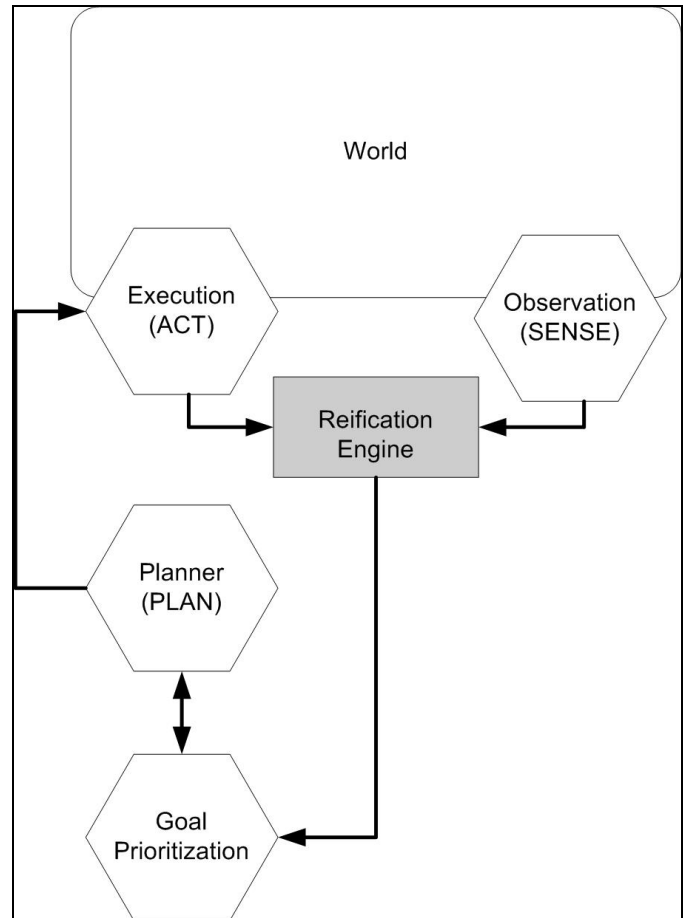 World
Execution
(ACT)
Observation
(SENSE)
Reification
Engine
Planner
(PLAN)
Goal
Prioritization